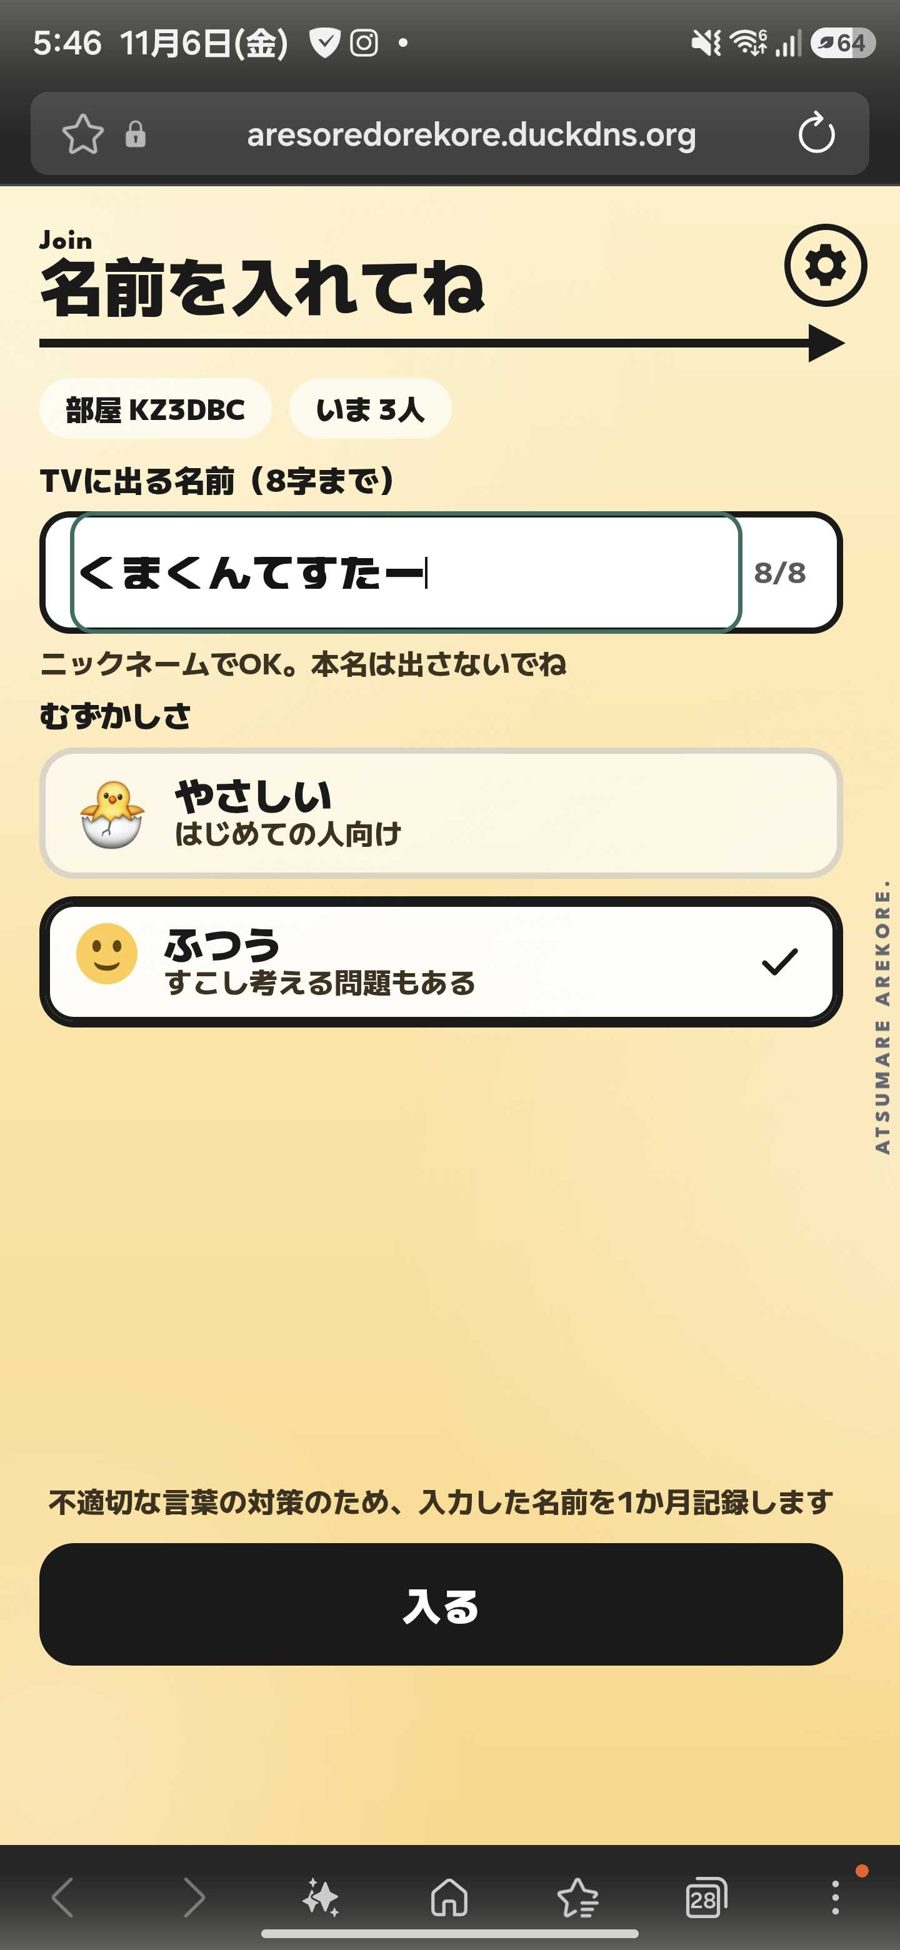 5:46 11月6日(金)
64
aresoredorekore.duckdns.org
Join
名前を入れてね
部屋 KZ3DBC
いま 3人
TVに出る名前（8字まで）
くまくんてすたー
8/8
ニックネームでOK。本名は出さないでね
むずかしさ
やさしい
はじめての人向け
ふつう
すこし考える問題もある
ATSUMARE AREKORE.
不適切な言葉の対策のため、入力した名前を1か月記録します
入る
28